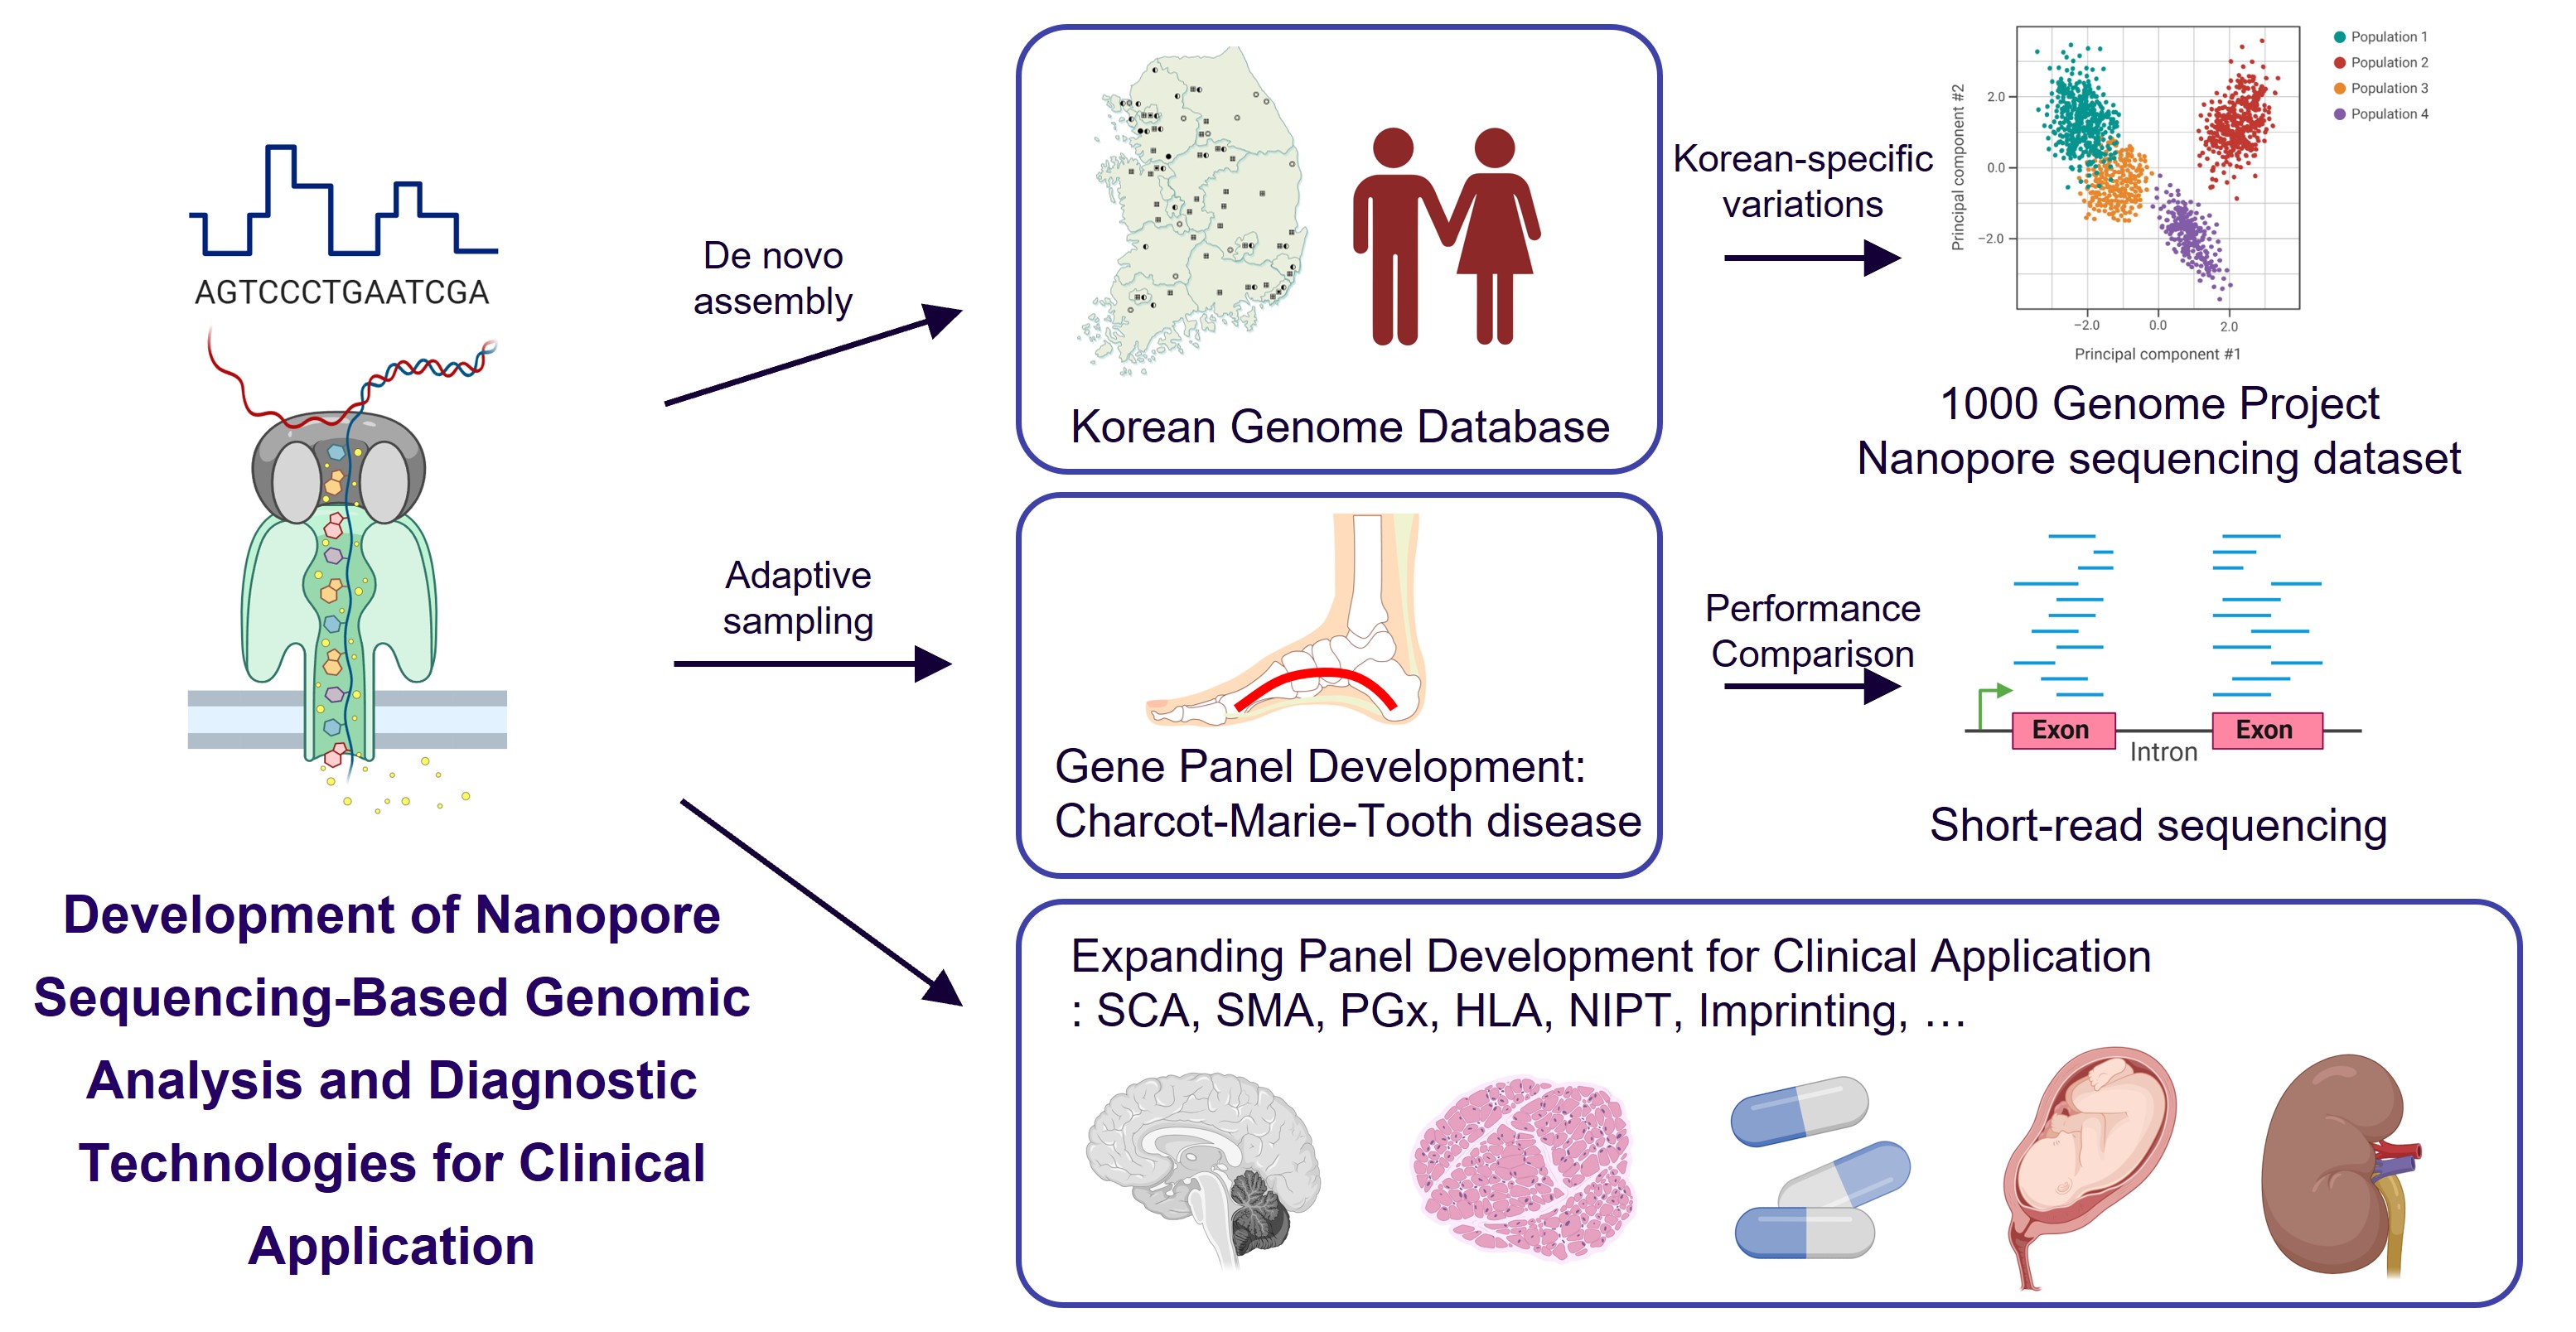 AGTCCCTGAATCGA
Development of Nanopore
Sequencing-Based Genomic
Analysis and Diagnostic
Technologies for Clinical
Application
De novo
assembly
Adaptive
sampling
Korean Genome Database
Korean-specific
variations
Principal component #2
2.0
0.0
−2.0
−2.0
0.0
2.0
Principal component #1
Population 1
Population 2
Population 3
Population 4
1000 Genome Project
Nanopore sequencing dataset
Gene Panel Development:
Charcot-Marie-Tooth disease
Performance
Comparison
Exon
Intron
Exon
Short-read sequencing
Expanding Panel Development for Clinical Application
: SCA, SMA, PGx, HLA, NIPT, Imprinting, …